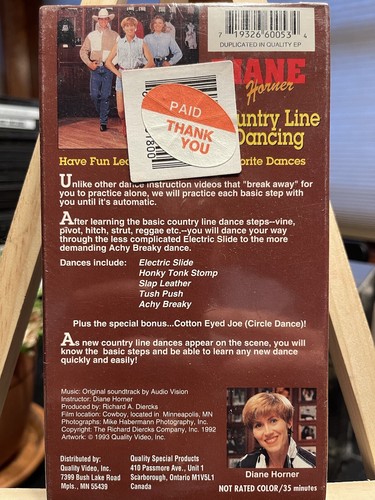 7 19326 60053 4
DUPLICATED IN QUALITY EP
DIANE
Horner
Country Line
Dancing
PAID
THANK
YOU
Have Fun Lea
orite Dances
Unlike other dance instruction videos that "break away" for
you to practice alone, we will practice each basic step with
you until it's automatic.
After learning the basic country line dance steps--vine,
pivot, hitch, strut, reggae etc.--you will dance your way
through the less complicated Electric Slide to the more
demanding Achy Breaky dance.
Dances include: Electric Slide
Honky Tonk Stomp
Slap Leather
Tush Push
Achy Breaky
Plus the special bonus...Cotton Eyed Joe (Circle Dance)!
As new country line dances appear on the scene, you will
know the basic steps and be able to learn any new dance
quickly and easily!
Music: Original soundtrack by Audio Vision
Instructor: Diane Horner
Produced by: Richard A. Diercks
Film location: Cowboy, located in Minneapolis, MN
Photographs: Mike Habermann Photography, Inc.
Copyright: The Richard Diercks Company, Inc. 1992
Artwork: © 1993 Quality Video, Inc.
Distributed by:
Quality Video, Inc.
7399 Bush Lake Road
Mpls., MN 55439
Quality Special Products
410 Passmore Ave., Unit 1
Scarborough, Ontario M1V5L1
Canada
Diane Horner
NOT RATED COLOR/35 minutes